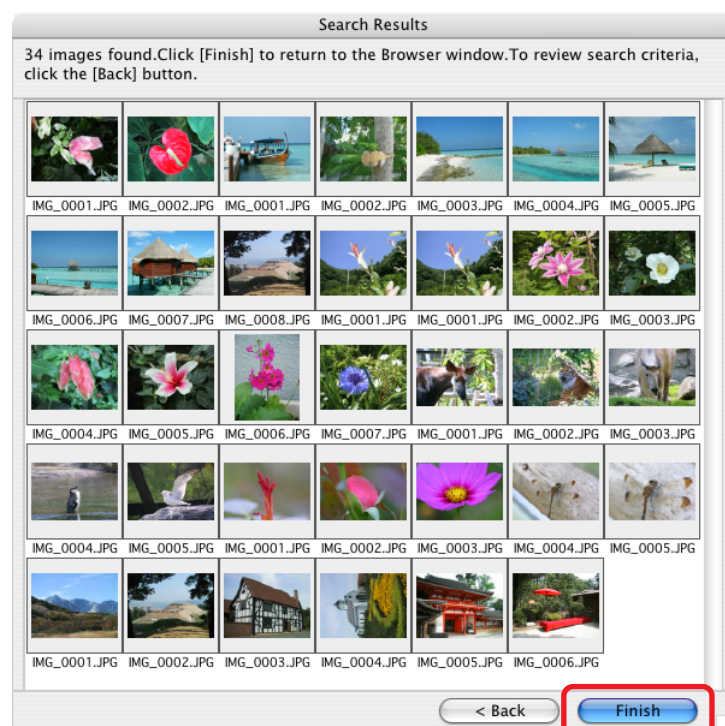 Search Results
34 images found.Click [Finish] to return to the Browser window.To review search criteria,
click the [Back] button.
IMG_0001.JPG IMG_0002.JPG IMG_0001.JPG IMG_0002.JPG IMG_0003.JPG IMG_0004.JPG IMG_0005.JPG
IMG_0006.JPG IMG_0007.JPG IMG_0008.JPG IMG_0001.JPG IMG_0001.JPG IMG_0002.JPG IMG_0003.JPG
IMG_0004.JPG IMG_0005.JPG IMG_0006.JPG IMG_0007.JPG IMG_0001.JPG IMG_0002.JPG IMG_0003.JPG
IMG_0004.JPG IMG_0005.JPG IMG_0001.JPG IMG_0002.JPG IMG_0003.JPG IMG_0004.JPG IMG_0005.JPG
IMG_0001.JPG IMG_0002.JPG IMG_0003.JPG IMG_0004.JPG IMG_0005.JPG IMG_0006.JPG
< Back Finish